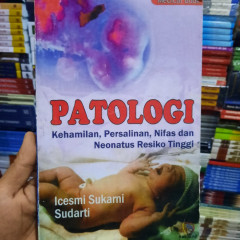 PATOLOGI
Kehamilan, Persalinan, Nifas dan
Neonatus Resiko Tinggi
Icesmi Sukarni
Sudarti